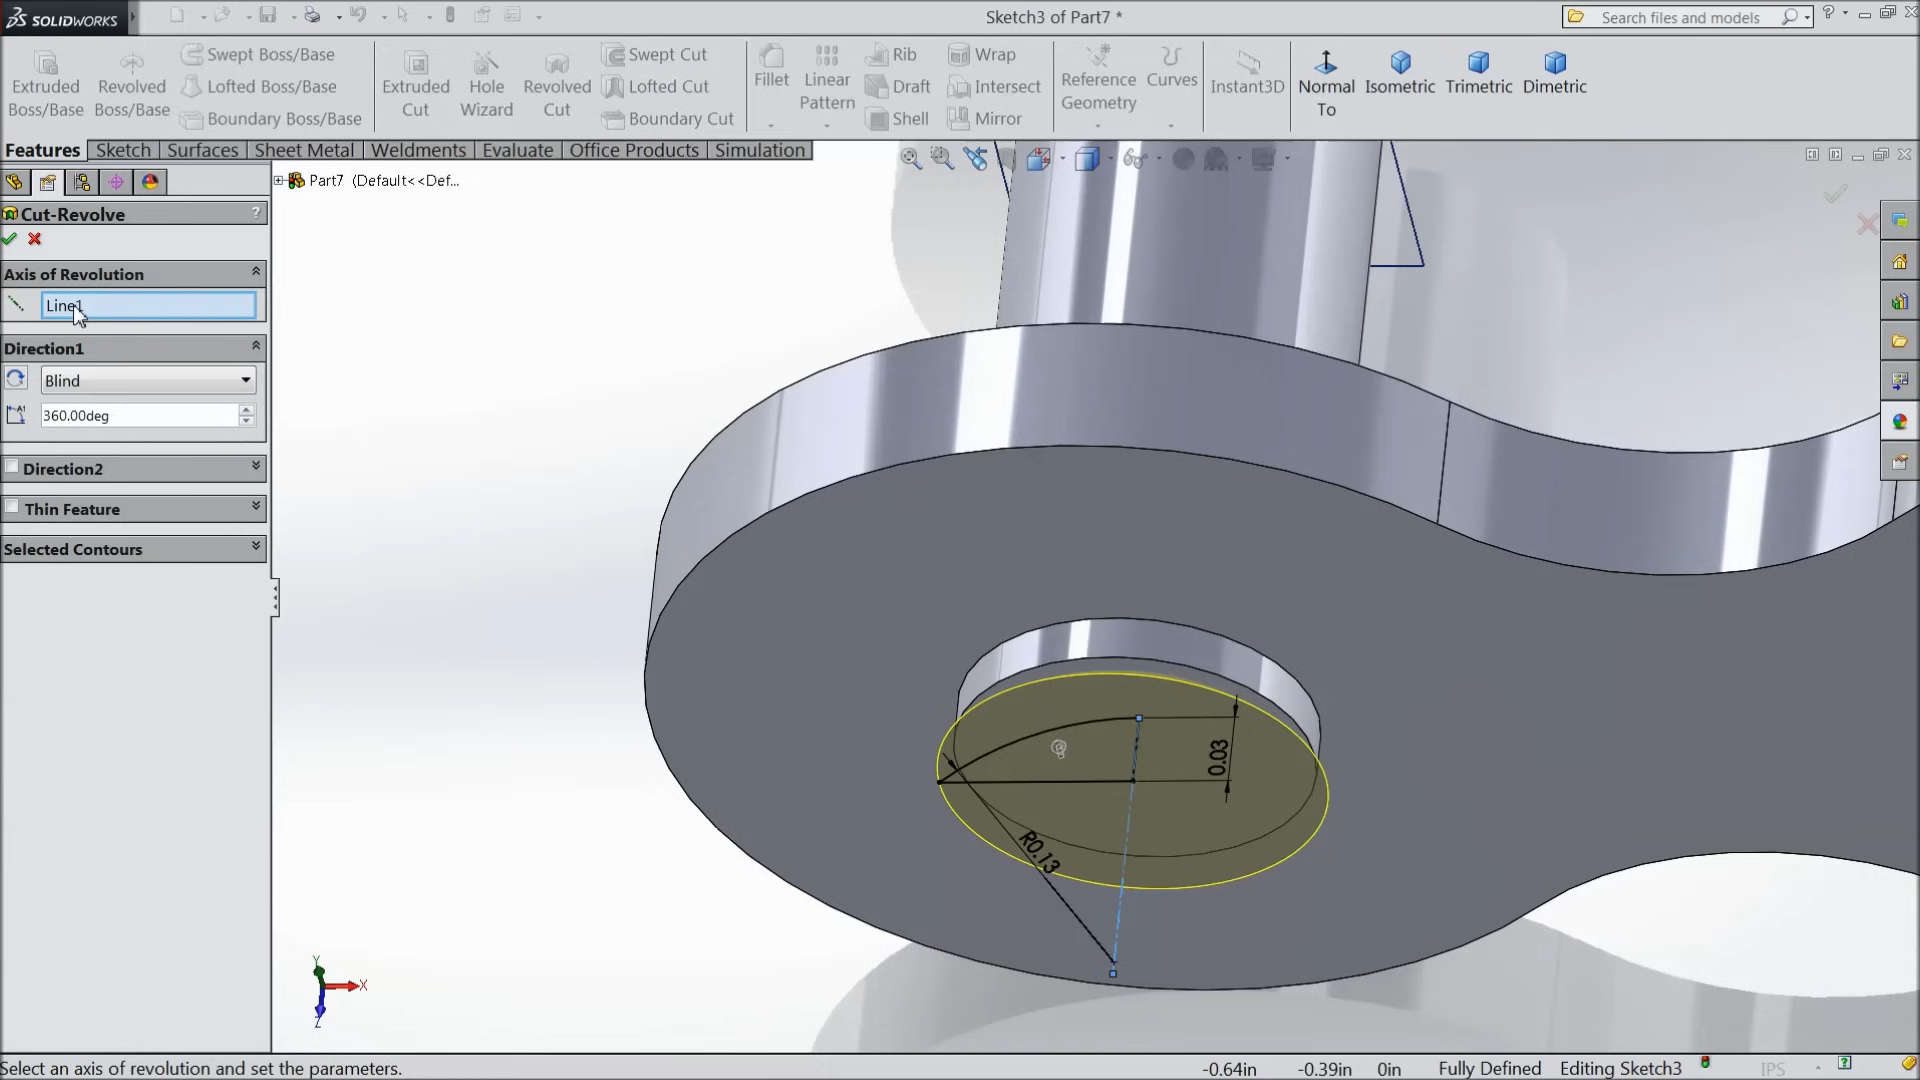 SOLIDWORKS
Sketch3 of Part7 *
Search files and models
?
Extruded Boss/Base
Revolved Boss/Base
Swept Boss/Base
Lofted Boss/Base
Boundary Boss/Base
Extruded Cut
Hole Wizard
Revolved Cut
Swept Cut
Lofted Cut
Boundary Cut
Fillet
Linear Pattern
Rib
Draft
Shell
Wrap
Intersect
Mirror
Reference Geometry
Curves
Instant3D
Normal To
Isometric
Trimetric
Dimetric
Features
Sketch
Surfaces
Sheet Metal
Weldments
Evaluate
Office Products
Simulation
Part7 (Default<<Def...
Cut-Revolve
?
Axis of Revolution
Line1
Direction1
Blind
360.00deg
Direction2
Thin Feature
Selected Contours
0.03
R0.13
Y
X
Z
Select an axis of revolution and set the parameters.
-0.64in
-0.39in
0in
Fully Defined
Editing Sketch3
IPS
?